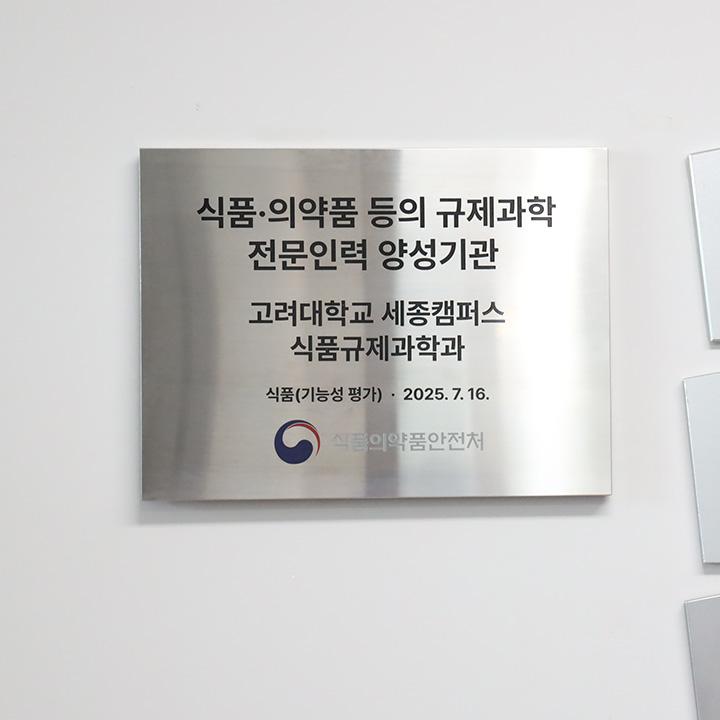 식품·의약품 등의 규제과학
전문인력 양성기관
고려대학교 세종캠퍼스
식품규제과학과
식품(기능성 평가) · 2025. 7. 16.
식품의약품안전처